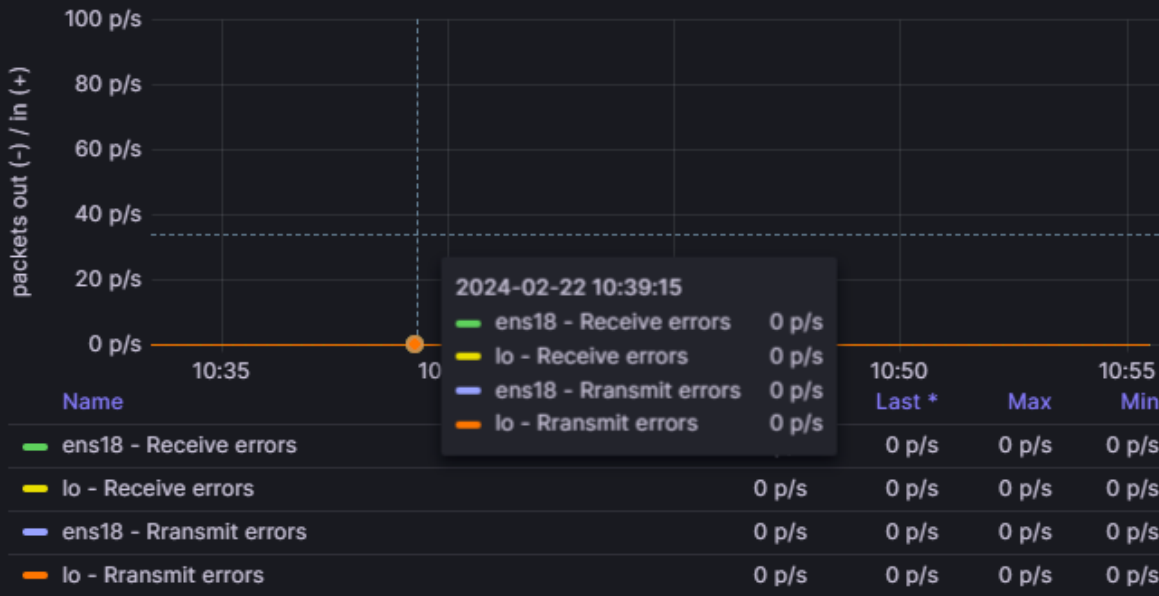 100 p/s
80 p/s
60 p/s
40 p/s
20 p/s
0 p/s
packets out (-) / in (+)
2024-02-22 10:39:15
ens18 - Receive errors 0 p/s
lo - Receive errors 0 p/s
ens18 - Rransmit errors 0 p/s
lo - Rransmit errors 0 p/s
10:35 10 10:50 10:55
Name Last * Max Min
ens18 - Receive errors 0 p/s 0 p/s 0 p/s
lo - Receive errors 0 p/s 0 p/s 0 p/s 0 p/s
ens18 - Rransmit errors 0 p/s 0 p/s 0 p/s 0 p/s
lo - Rransmit errors 0 p/s 0 p/s 0 p/s 0 p/s